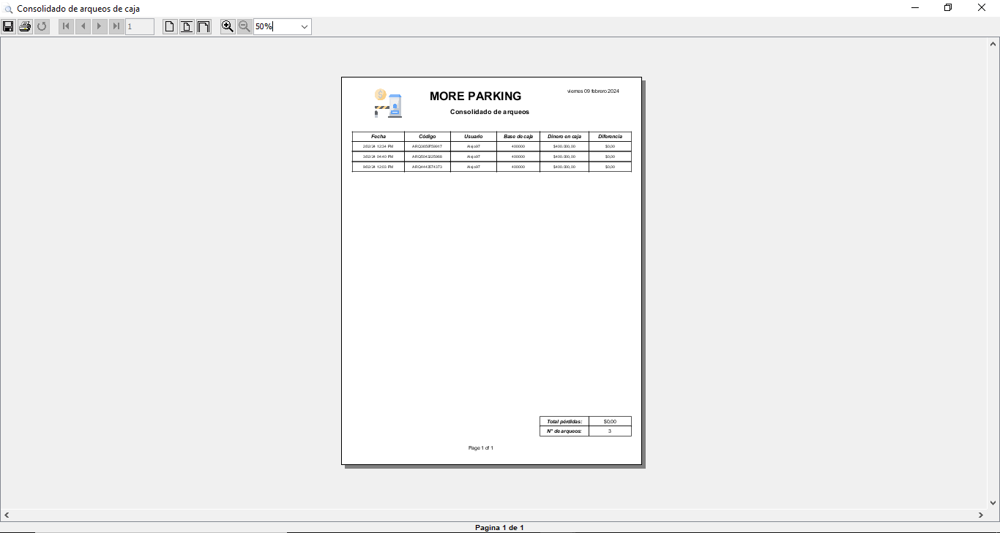 Consolidado de arqueos de caja
1 50%
viernes 09 febrero 2024
MORE PARKING
Consolidado de arqueos
Fecha Código Usuario Base de caja Dinero en caja Diferencia
2/02/24 12:34 PM ARQ3659759917 Alejo97 400000 $400.000,00 $0,00
3/02/24 04:40 PM ARQ5043225988 Alejo97 400000 $400.000,00 $0,00
9/02/24 12:03 PM ARQ4443574373 Alejo97 400000 $400.000,00 $0,00
Total pérdidas: $0,00
N° de arqueos: 3
Page 1 of 1
Pagina 1 de 1